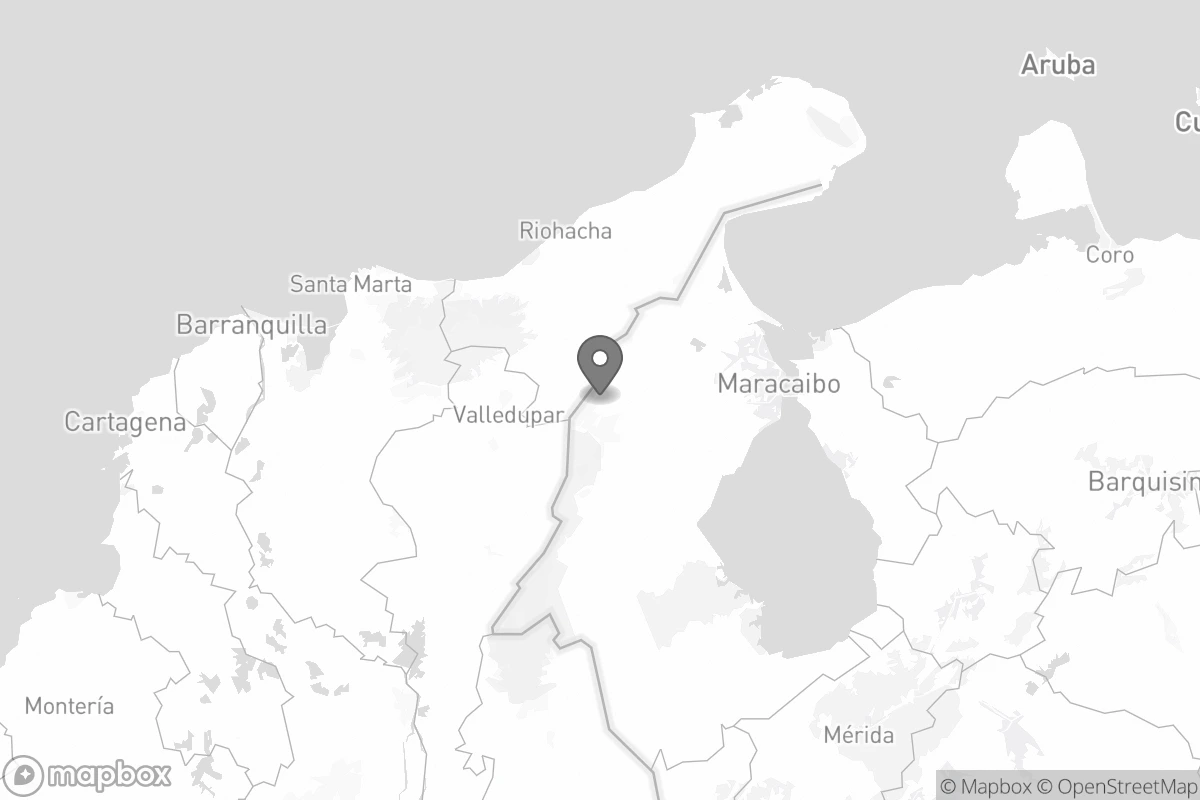 Aruba
Cu
Riohacha
Coro
Santa Marta
Barranquilla
Maracaibo
Valledupar
Cartagena
Barquisin
Montería
Mérida
mapbox
© Mapbox © OpenStreetMap